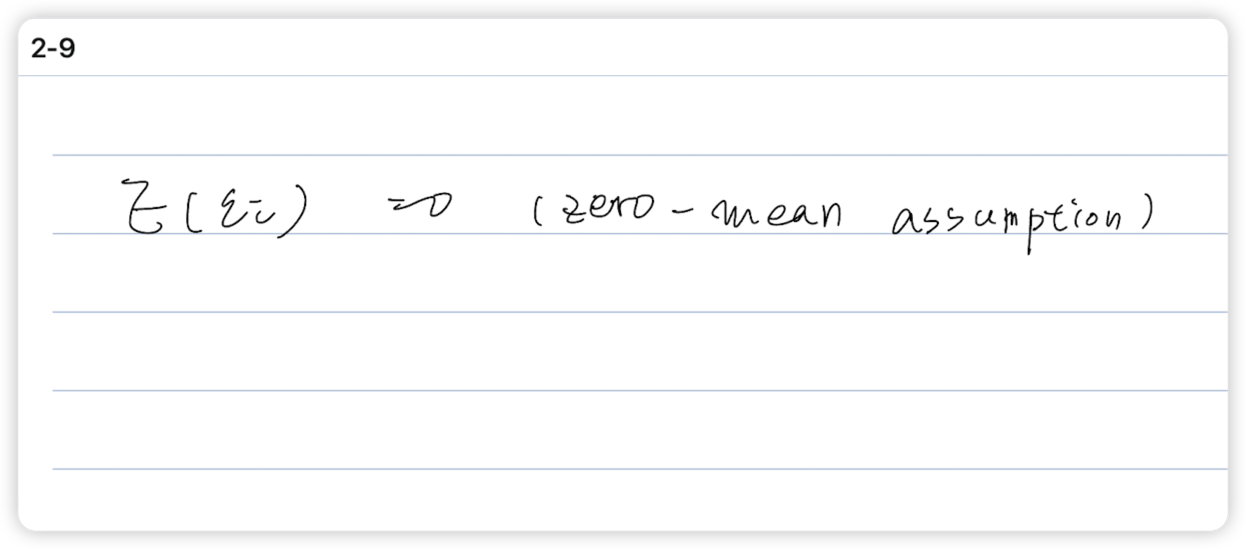 2-9
E(εi) =0 (zero-mean assumption)